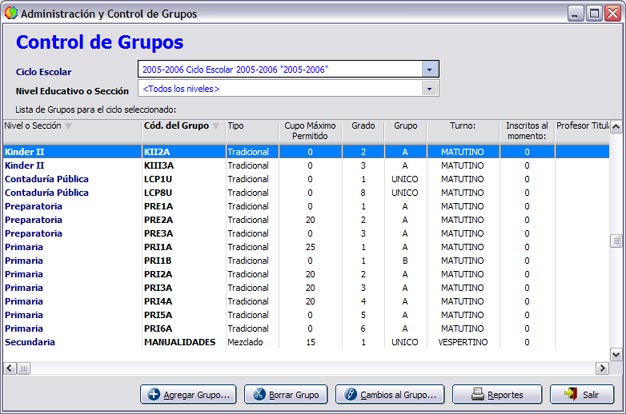 Administración y Control de Grupos
Control de Grupos
Ciclo Escolar 2005-2006 Ciclo Escolar 2005-2006 "2005-2006"
Nivel Educativo o Sección <Todos los niveles>
Lista de Grupos para el ciclo seleccionado:
Nivel o Sección Cód. del Grupo Tipo Cupo Máximo Permitido Grado Grupo Turno: Inscritos al momento: Profesor Titula
Kinder II KII2A Tradicional 0 2 A MATUTINO 0
Kinder II KIII3A Tradicional 0 3 A MATUTINO 0
Contaduría Pública LCP1U Tradicional 0 1 UNICO MATUTINO 0
Contaduría Pública LCP8U Tradicional 0 8 UNICO MATUTINO 0
Preparatoria PRE1A Tradicional 0 1 A MATUTINO 0
Preparatoria PRE2A Tradicional 20 2 A MATUTINO 0
Preparatoria PRE3A Tradicional 0 3 A MATUTINO 0
Primaria PRI1A Tradicional 25 1 A MATUTINO 0
Primaria PRI1B Tradicional 0 1 B MATUTINO 0
Primaria PRI2A Tradicional 20 2 A MATUTINO 0
Primaria PRI3A Tradicional 20 3 A MATUTINO 0
Primaria PRI4A Tradicional 20 4 A MATUTINO 0
Primaria PRI5A Tradicional 0 5 A MATUTINO 0
Primaria PRI6A Tradicional 0 6 A MATUTINO 0
Secundaria MANUALIDADES Mezclado 15 1 UNICO VESPERTINO 0
Agregar Grupo... Borrar Grupo Cambios al Grupo... Reportes Salir